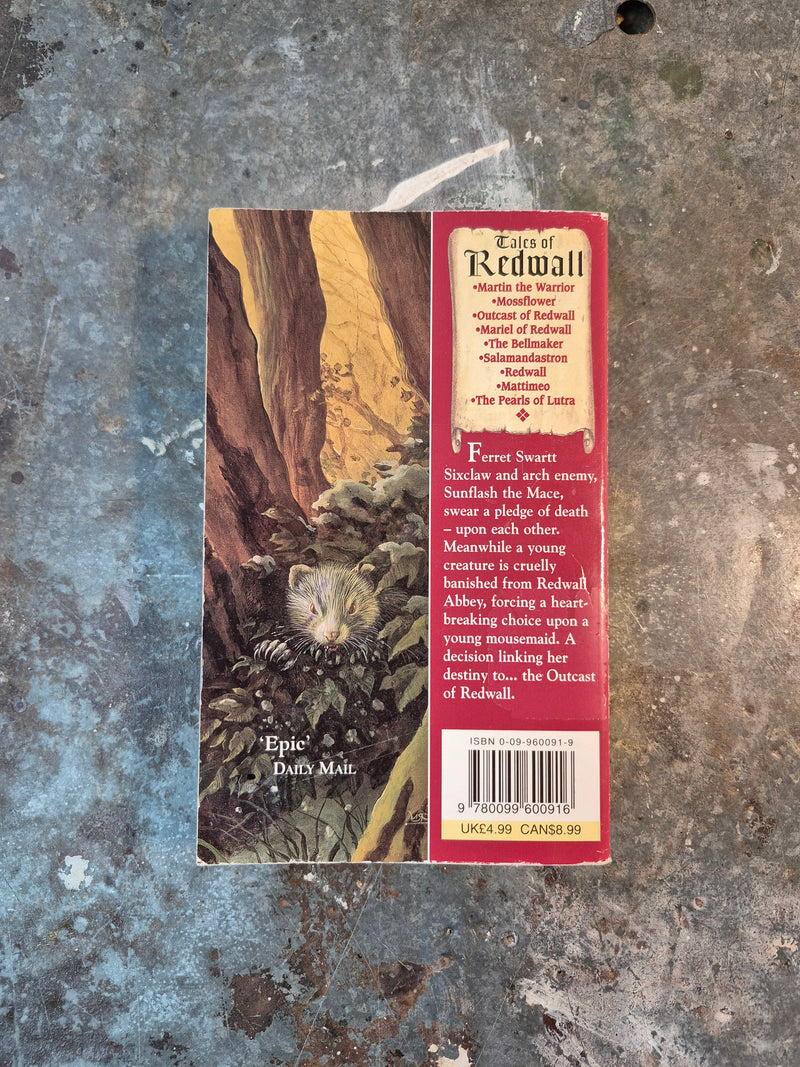 Tales of
Redwall
•Martin the Warrior
•Mossflower
•Outcast of Redwall
•Mariel of Redwall
•The Bellmaker
•Salamandastron
•Redwall
•Mattimeo
•The Pearls of Lutra
Ferret Swartt
Sixclaw and arch enemy,
Sunflash the Mace,
swear a pledge of death
– upon each other.
Meanwhile a young
creature is cruelly
banished from Redwall
Abbey, forcing a heart-
breaking choice upon a
young mousemaid. A
decision linking her
destiny to... the Outcast
of Redwall.
'Epic'
DAILY MAIL
ISBN 0-09-960091-9
9 780099 600916
UK£4.99 CAN$8.99